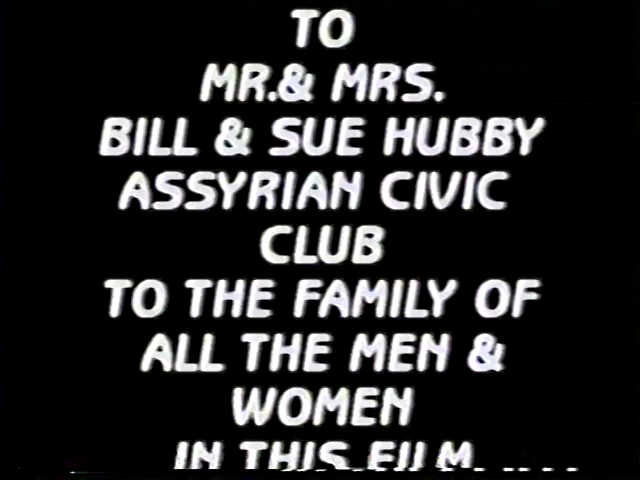 TO
MR.& MRS.
BILL & SUE HUBBY
ASSYRIAN CIVIC
CLUB
TO THE FAMILY OF
ALL THE MEN &
WOMEN
IN THIS FILM